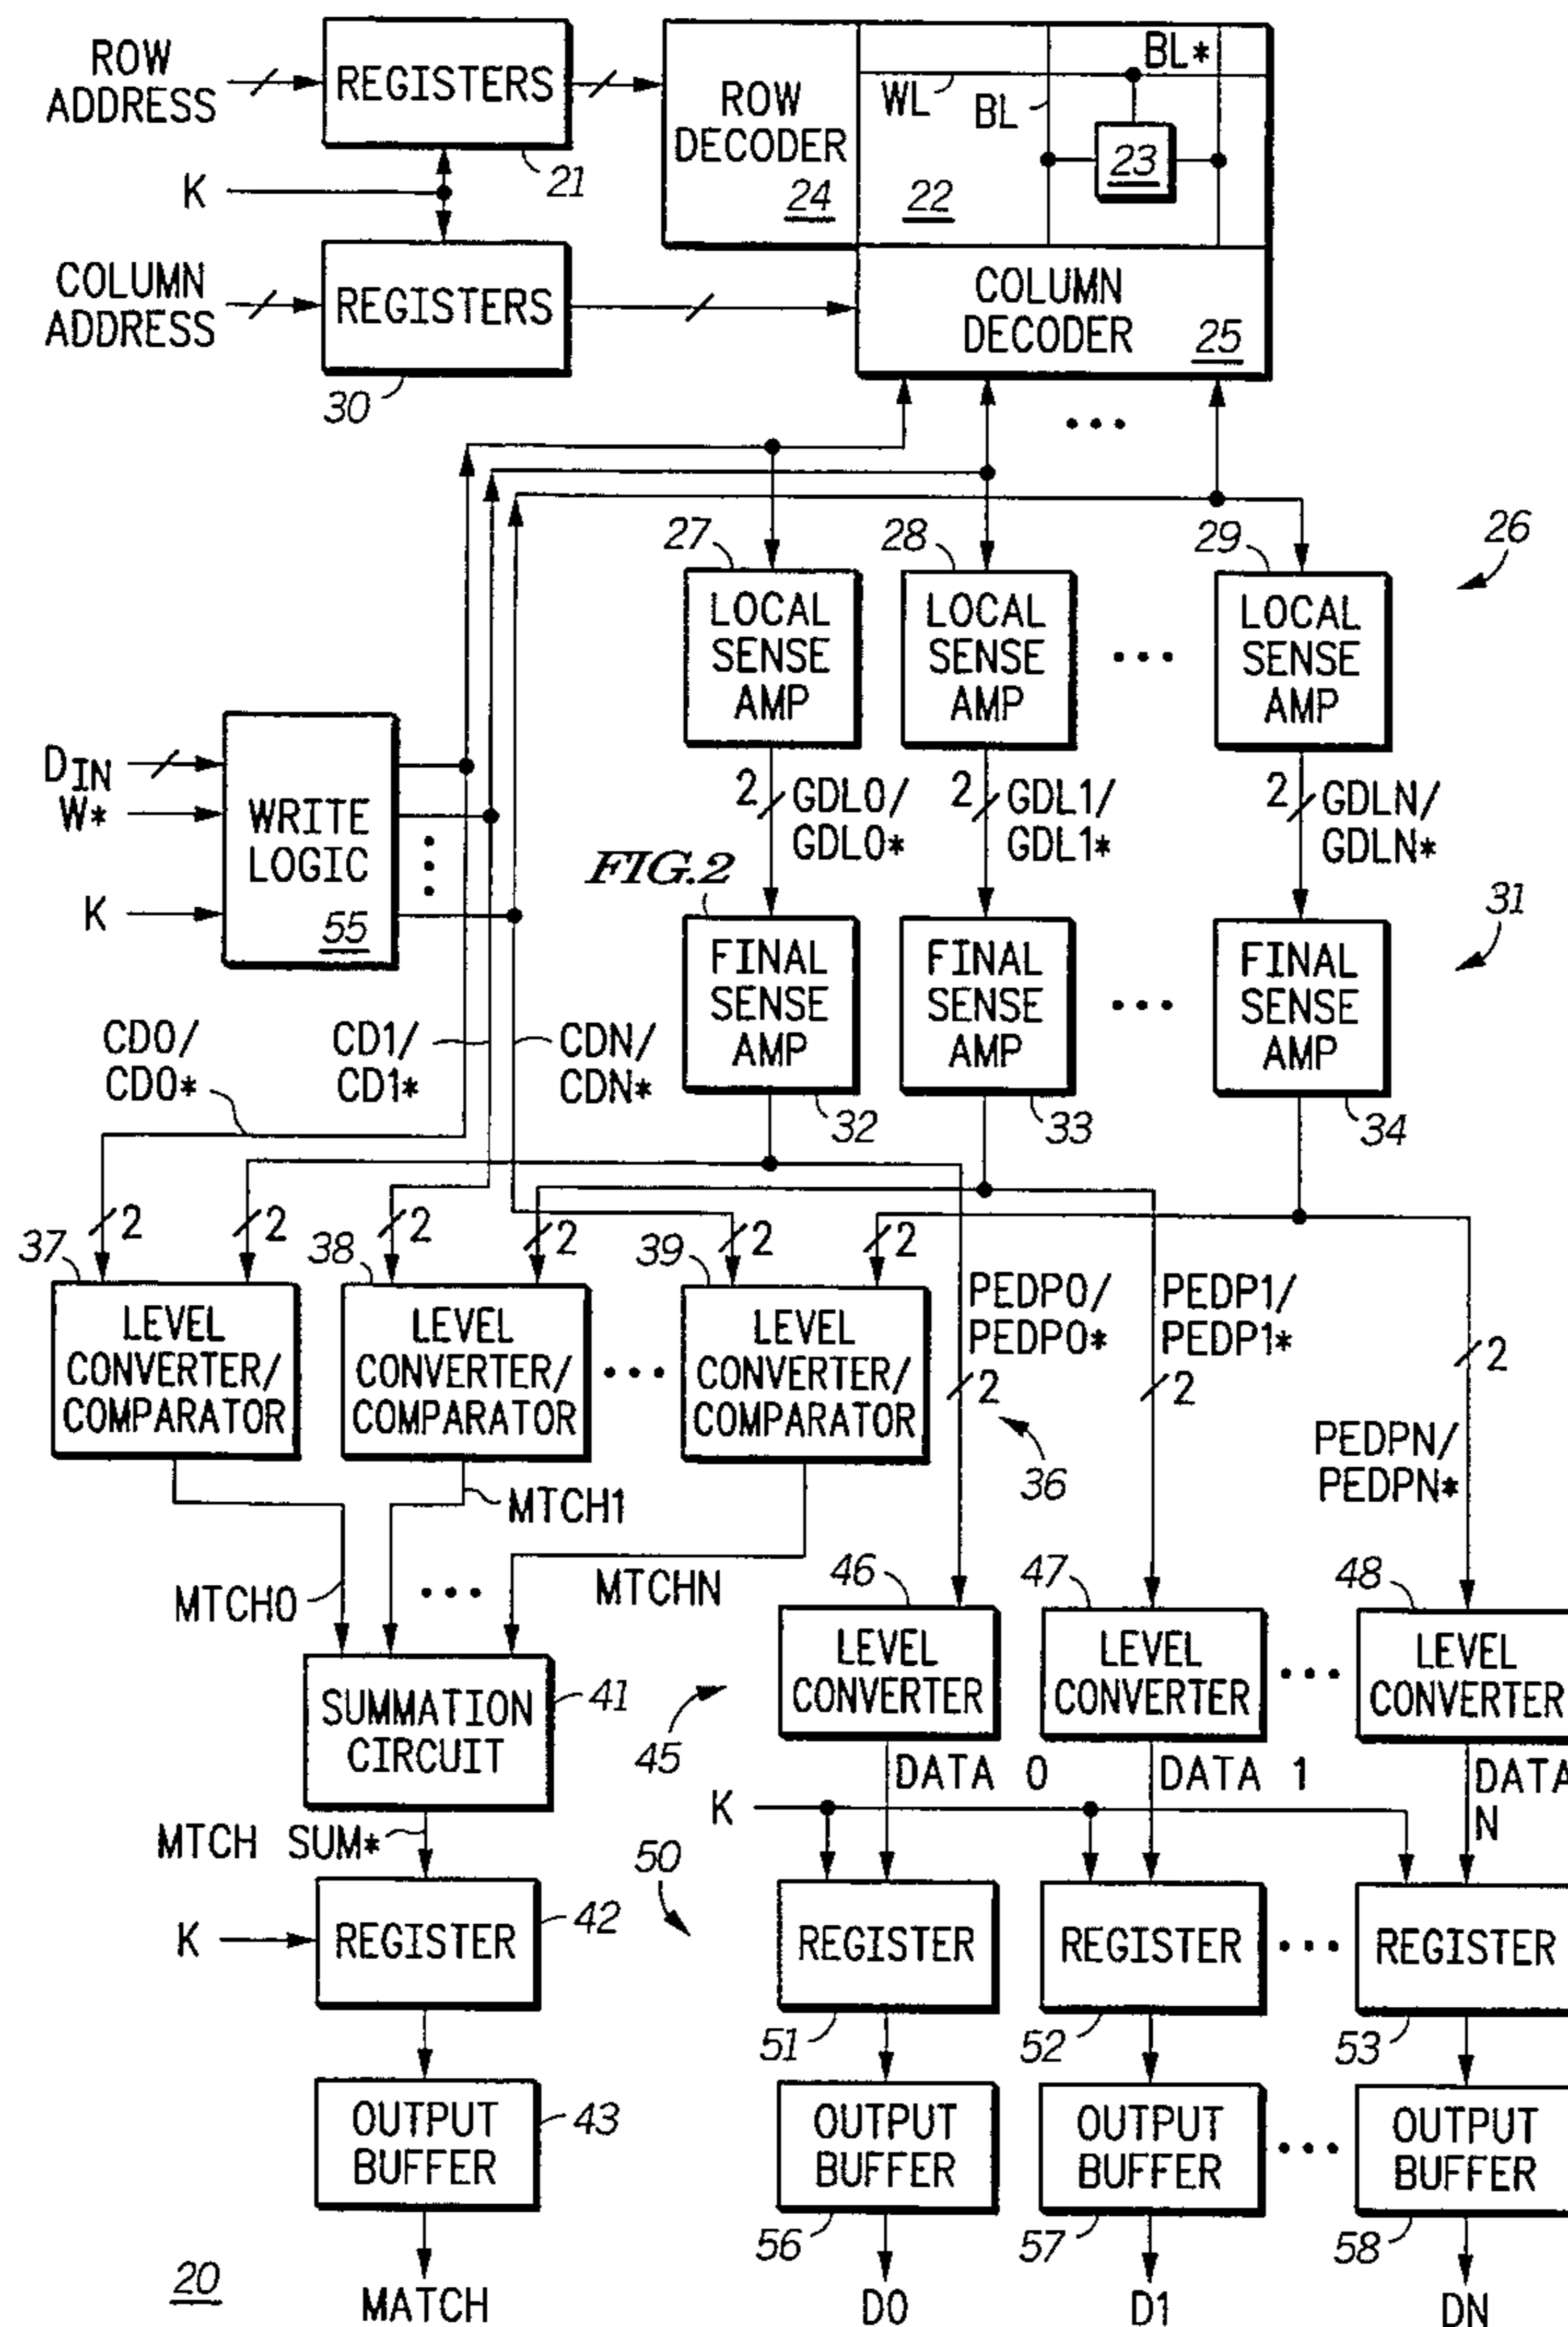 ROW
ADDRESS
REGISTERS
21
K
COLUMN
ADDRESS
REGISTERS
30
ROW
DECODER
24
WL
BL
BL*
22
23
COLUMN
DECODER
25
27
28
29
26
LOCAL
SENSE
AMP
LOCAL
SENSE
AMP
LOCAL
SENSE
AMP
DIN
W*
K
WRITE
LOGIC
55
2
GDL0/
GDL0*
2
GDL1/
GDL1*
2
GDLN/
GDLN*
FIG.2
31
FINAL
SENSE
AMP
FINAL
SENSE
AMP
FINAL
SENSE
AMP
32
33
34
CD0/
CD0*
CD1/
CD1*
CDN/
CDN*
2
2
2
2
2
2
37
38
39
LEVEL
CONVERTER/
COMPARATOR
LEVEL
CONVERTER/
COMPARATOR
LEVEL
CONVERTER/
COMPARATOR
PEDP0/
PEDP0*
2
PEDP1/
PEDP1*
2
2
PEDPN/
PEDPN*
36
MTCH0
MTCH1
MTCHN
46
47
48
SUMMATION
CIRCUIT
41
45
LEVEL
CONVERTER
LEVEL
CONVERTER
LEVEL
CONVERTER
DATA 0
DATA 1
DATA
N
K
MTCH SUM*
50
K
REGISTER
42
REGISTER
REGISTER
REGISTER
51
52
53
OUTPUT
BUFFER
43
OUTPUT
BUFFER
OUTPUT
BUFFER
OUTPUT
BUFFER
56
57
58
20
MATCH
D0
D1
DN